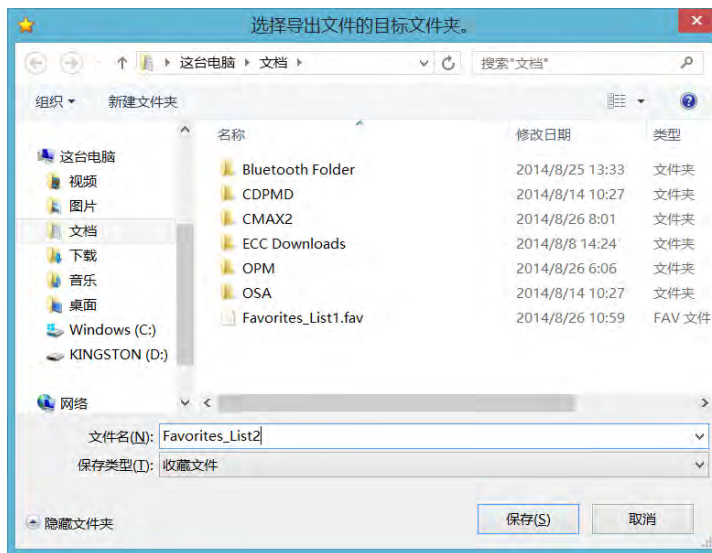 选择导出文件的目标文件夹。
这台电脑 文档
搜索"文档"
组织 新建文件夹
名称 修改日期 类型
这台电脑
视频
图片
文档
下载
音乐
桌面
Windows (C:)
KINGSTON (D:)
网络
Bluetooth Folder 2014/8/25 13:33 文件夹
CDPMD 2014/8/14 10:27 文件夹
CMAX2 2014/8/26 8:01 文件夹
ECC Downloads 2014/8/8 14:24 文件夹
OPM 2014/8/26 6:06 文件夹
OSA 2014/8/14 10:27 文件夹
Favorites_List1.fav 2014/8/26 10:59 FAV 文件
文件名(N): Favorites_List2
保存类型(T): 收藏文件
隐藏文件夹
保存(S) 取消